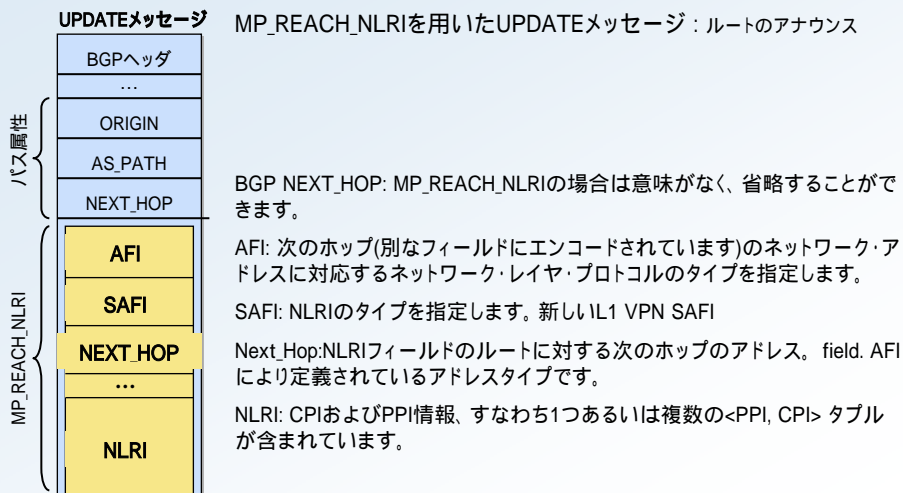 UPDATEメッセージ
MP_REACH_NLRIを用いたUPDATEメッセージ：ルートのアナウンス
BGPヘッダ
…
ORIGIN
AS_PATH
NEXT_HOP
パス属性
BGP NEXT_HOP: MP_REACH_NLRIの場合は意味がなく、省略することがで
きます。
AFI
SAFI
NEXT_HOP
…
NLRI
MP_REACH_NLRI
AFI: 次のホップ(別なフィールドにエンコードされています)のネットワーク・ア
ドレスに対応するネットワーク・レイヤ・プロトコルのタイプを指定します。
SAFI: NLRIのタイプを指定します。新しいL1 VPN SAFI
Next_Hop:NLRIフィールドのルートに対する次のホップのアドレス。 field. AFI
により定義されているアドレスタイプです。
NLRI: CPIおよびPPI情報、すなわち1つあるいは複数の<PPI, CPI> タプル
が含まれています。